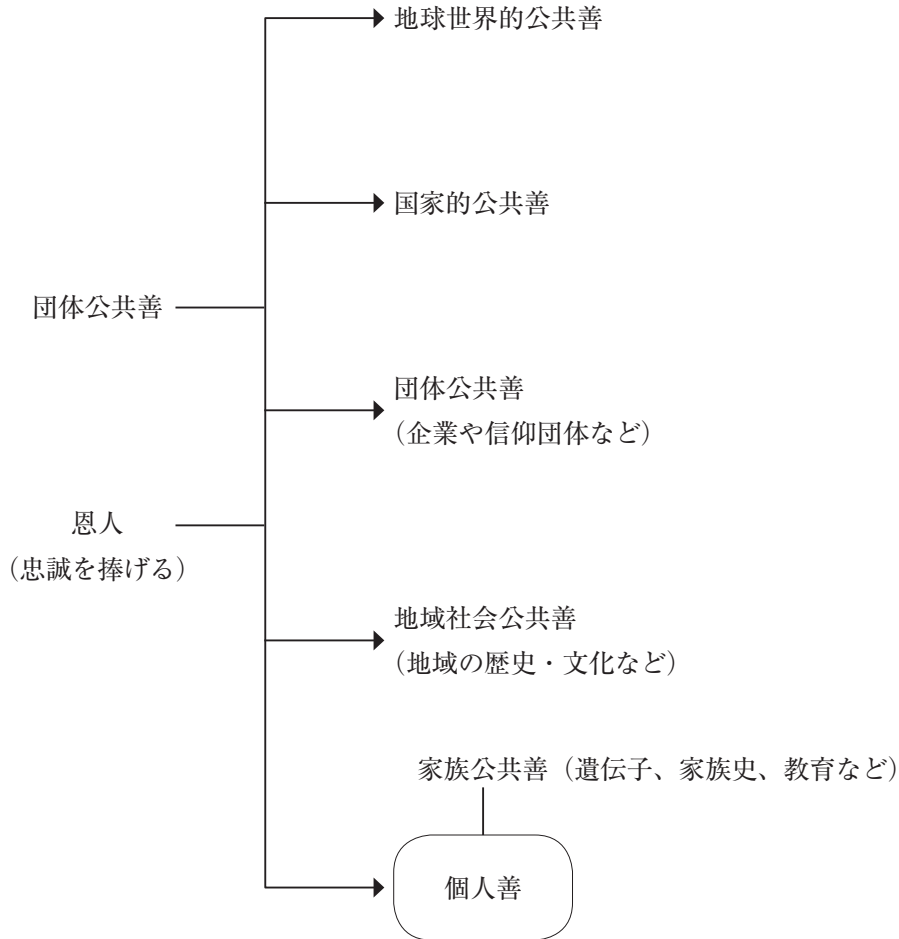 地球世界的公共善
国家的公共善
団体公共善
団体公共善
（企業や信仰団体など）
恩人
（忠誠を捧げる）
地域社会公共善
（地域の歴史・文化など）
家族公共善（遺伝子、家族史、教育など）
個人善